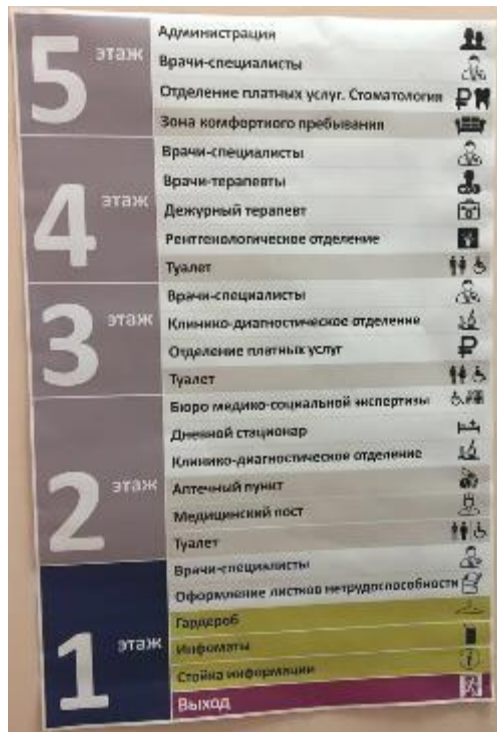 5 этаж
Администрация
Врачи-специалисты
Отделение платных услуг. Стоматология
Зона комфортного пребывания
4 этаж
Врачи-специалисты
Врачи-терапевты
Дежурный терапевт
Рентгенологическое отделение
Туалет
3 этаж
Врачи-специалисты
Клинико-диагностическое отделение
Отделение платных услуг
Туалет
2 этаж
Бюро медико-социальной экспертизы
Дневной стационар
Клинико-диагностическое отделение
Аптечный пункт
Медицинский пост
Туалет
1 этаж
Врачи-специалисты
Оформление листков нетрудоспособности
Гардероб
Инфоматы
Стойка информации
Выход